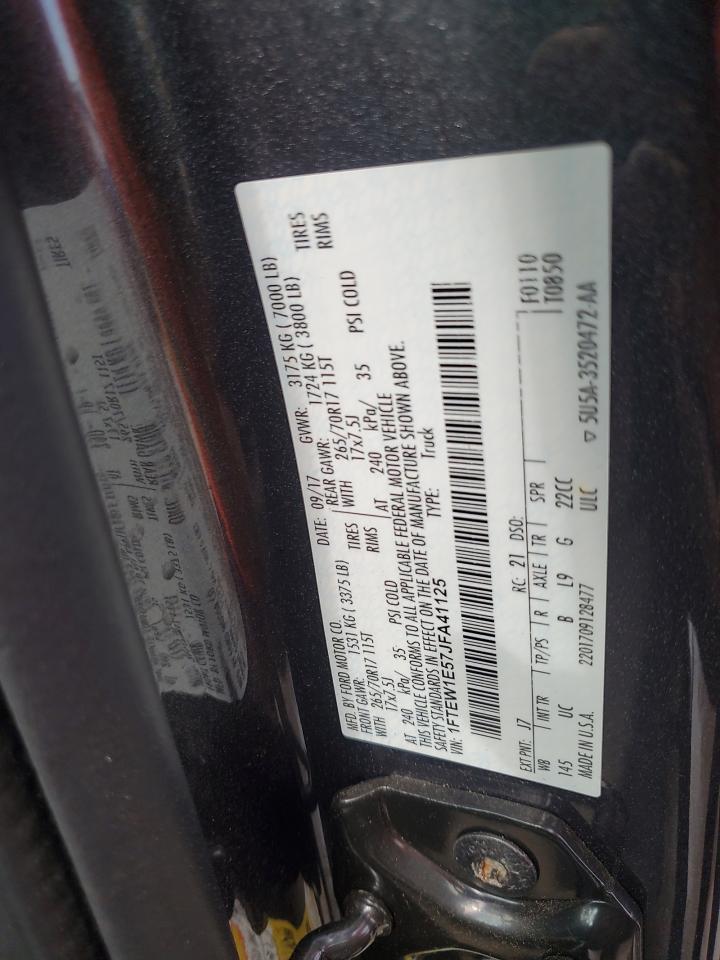 MFD. BY FORD MOTOR CO. DATE: 09/17 GVWR: 3175 KG ( 7000 LB)
FRONT GAWR: 1531 KG ( 3375 LB) REAR GAWR: 1724 KG ( 3800 LB)
WITH 265/70R17 115T TIRES WITH 265/70R17 115T TIRES
17x7.5J RIMS 17x7.5J RIMS
AT 240 kPa/ 35 PSI COLD AT 240 kPa/ 35 PSI COLD
THIS VEHICLE CONFORMS TO ALL APPLICABLE FEDERAL MOTOR VEHICLE
SAFETY STANDARDS IN EFFECT ON THE DATE OF MANUFACTURE SHOWN ABOVE.
VIN: 1FTEW1E57JFA41125 TYPE: Truck
EXT PNT: J7 RC: 21 DSO: F0110
WB INT TR TP/PS R AXLE TR SPR T0850
145 UC B L9 G 22CC
MADE IN U.S.A. 2201709128477 ULC ▽ 5U5A-3520472-AA